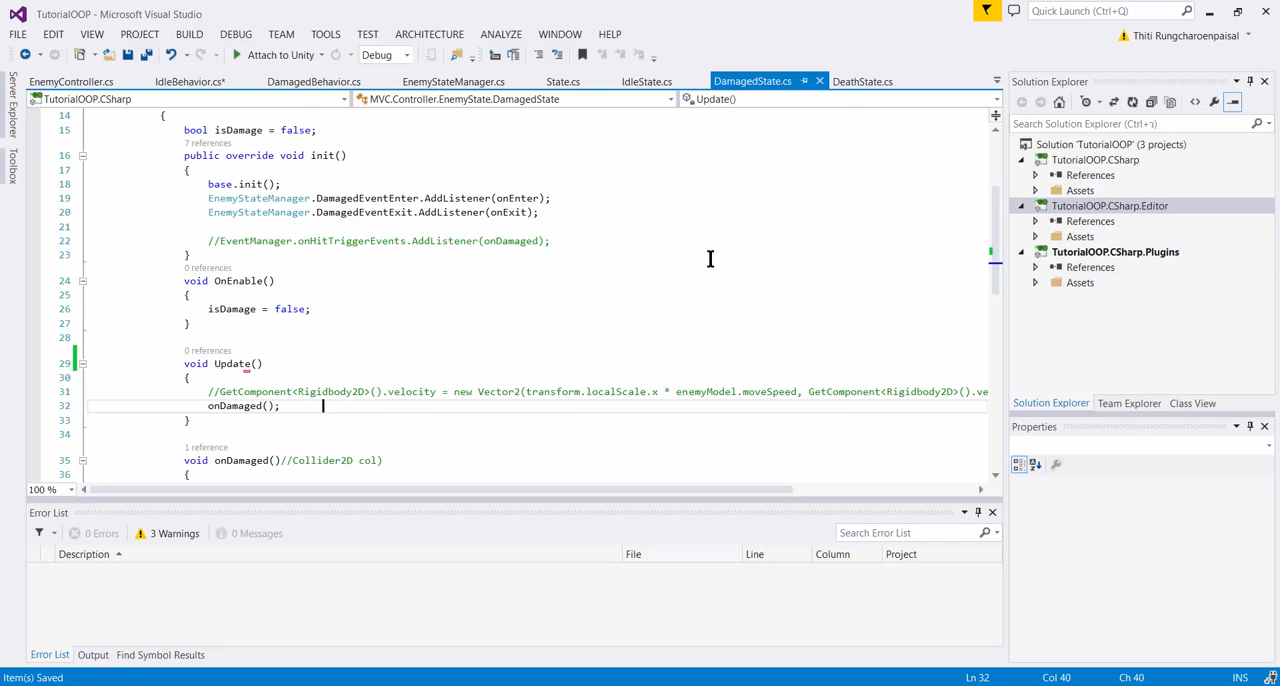 TutorialOOP - Microsoft Visual Studio
Quick Launch (Ctrl+Q)
FILE EDIT VIEW PROJECT BUILD DEBUG TEAM TOOLS TEST ARCHITECTURE ANALYZE WINDOW HELP
Thiti Rungcharoenpaisal
Attach to Unity Debug
EnemyController.cs IdleBehavior.cs* DamagedBehavior.cs EnemyStateManager.cs State.cs IdleState.cs DamagedState.cs DeathState.cs
TutorialOOP.CSharp MVC.Controller.EnemyState.DamagedState Update()
14 {
15 bool isDamage = false;
7 references
16 public override void init()
17 {
18 base.init();
19 EnemyStateManager.DamagedEventEnter.AddListener(onEnter);
20 EnemyStateManager.DamagedEventExit.AddListener(onExit);
21
22 //EventManager.onHitTriggerEvents.AddListener(onDamaged);
23 }
0 references
24 void OnEnable()
25 {
26 isDamage = false;
27 }
28
0 references
29 void Update()
30 {
31 //GetComponent<Rigidbody2D>().velocity = new Vector2(transform.localScale.x * enemyModel.moveSpeed, GetComponent<Rigidbody2D>().ve
32 onDamaged();
33 }
34
1 reference
35 void onDamaged()//Collider2D col)
36 {
100 %
Server Explorer
Toolbox
Solution Explorer
Search Solution Explorer (Ctrl+ว)
Solution 'TutorialOOP' (3 projects)
TutorialOOP.CSharp
References
Assets
TutorialOOP.CSharp.Editor
References
Assets
TutorialOOP.CSharp.Plugins
References
Assets
Solution Explorer Team Explorer Class View
Properties
Error List
0 Errors 3 Warnings 0 Messages
Search Error List
Description File Line Column Project
Error List Output Find Symbol Results
Item(s) Saved Ln 32 Col 40 Ch 40 INS